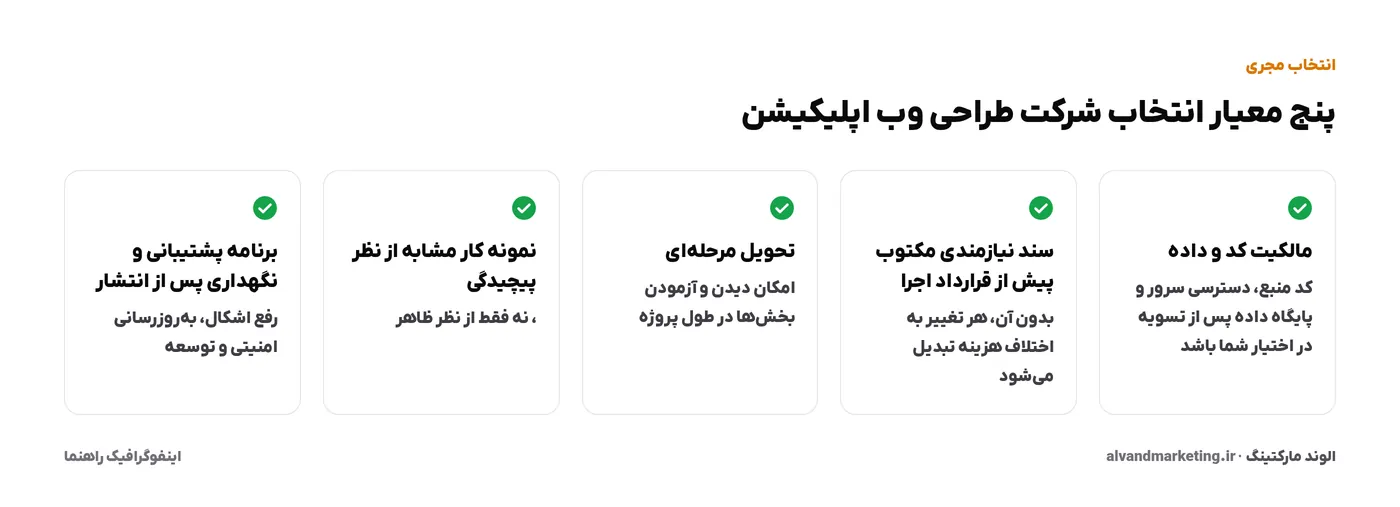 انتخاب مجری
پنج معیار انتخاب شرکت طراحی وب اپلیکیشن
مالکیت کد و داده
کد منبع، دسترسی سرور و
پایگاه داده پس از تسویه
در اختیار شما باشد
سند نیازمندی مکتوب
پیش از قرارداد اجرا
بدون آن، هر تغییر به
اختلاف هزینه تبدیل
می‌شود
تحویل مرحله‌ای
امکان دیدن و آزمودن
بخش‌ها در طول پروژه
نمونه کار مشابه از نظر
پیچیدگی
، نه فقط از نظر ظاهر
برنامه پشتیبانی و
نگهداری پس از انتشار
رفع اشکال، به‌روزرسانی
امنیتی و توسعه
الوند مارکتینگ · alvandmarketing.ir
اینفوگرافیک راهنما